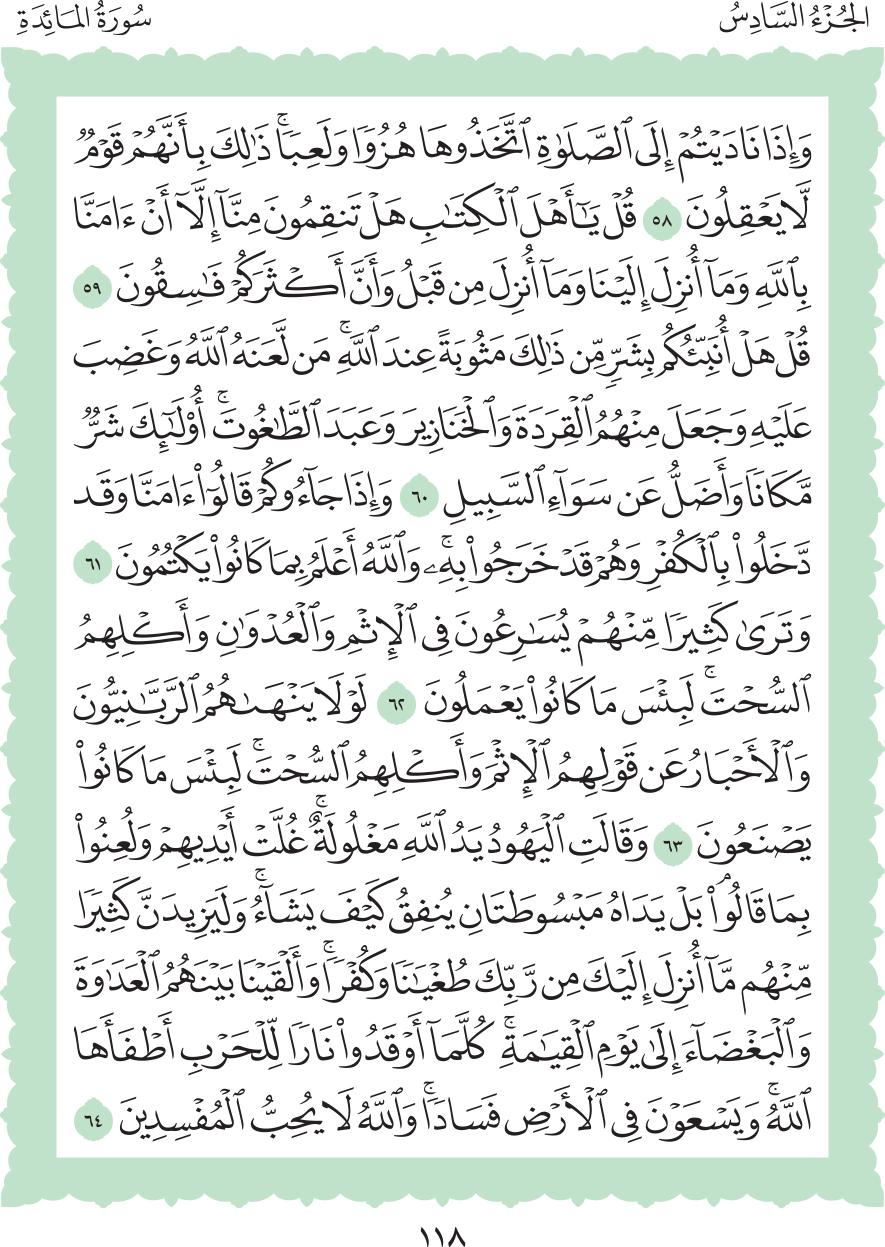 الجُزْءُ السَّادِسُ
سُورَةُ المَائِدَةِ
وَإِذَا نَادَيْتُمْ إِلَى ٱلصَّلَوٰةِ ٱتَّخَذُوهَا هُزُوٗا وَلَعِبٗاۚ ذَٰلِكَ بِأَنَّهُمۡ قَوۡمٞ
لَّا يَعۡقِلُونَ ٥٨ قُلۡ يَٰٓأَهۡلَ ٱلۡكِتَٰبِ هَلۡ تَنقِمُونَ مِنَّآ إِلَّآ أَنۡ ءَامَنَّا
بِٱللَّهِ وَمَآ أُنزِلَ إِلَيۡنَا وَمَآ أُنزِلَ مِن قَبۡلُ وَأَنَّ أَكۡثَرَكُمۡ فَٰسِقُونَ ٥٩
قُلۡ هَلۡ أُنَبِّئُكُم بِشَرّٖ مِّن ذَٰلِكَ مَثُوبَةً عِندَ ٱللَّهِۚ مَن لَّعَنَهُ ٱللَّهُ وَغَضِبَ
عَلَيۡهِ وَجَعَلَ مِنۡهُمُ ٱلۡقِرَدَةَ وَٱلۡخَنَازِيرَ وَعَبَدَ ٱلطَّٰغُوتَۚ أُوْلَٰٓئِكَ شَرّٞ
مَّكَانٗا وَأَضَلُّ عَن سَوَآءِ ٱلسَّبِيلِ ٦٠ وَإِذَا جَآءُوكُمۡ قَالُوٓاْ ءَامَنَّا وَقَد
دَّخَلُواْ بِٱلۡكُفۡرِ وَهُمۡ قَدۡ خَرَجُواْ بِهِۦۚ وَٱللَّهُ أَعۡلَمُ بِمَا كَانُواْ يَكۡتُمُونَ ٦١
وَتَرَىٰ كَثِيرٗا مِّنۡهُمۡ يُسَٰرِعُونَ فِي ٱلۡإِثۡمِ وَٱلۡعُدۡوَٰنِ وَأَكۡلِهِمُ
ٱلسُّحۡتَۚ لَبِئۡسَ مَا كَانُواْ يَعۡمَلُونَ ٦٢ لَوۡلَا يَنۡهَىٰهُمُ ٱلرَّبَّٰنِيُّونَ
وَٱلۡأَحۡبَارُ عَن قَوۡلِهِمُ ٱلۡإِثۡمَ وَأَكۡلِهِمُ ٱلسُّحۡتَۚ لَبِئۡسَ مَا كَانُواْ
يَصۡنَعُونَ ٦٣ وَقَالَتِ ٱلۡيَهُودُ يَدُ ٱللَّهِ مَغۡلُولَةٌۚ غُلَّتۡ أَيۡدِيهِمۡ وَلُعِنُواْ
بِمَا قَالُواْۘ بَلۡ يَدَاهُ مَبۡسُوطَتَانِ يُنفِقُ كَيۡفَ يَشَآءُۚ وَلَيَزِيدَنَّ كَثِيرٗا
مِّنۡهُم مَّآ أُنزِلَ إِلَيۡكَ مِن رَّبِّكَ طُغۡيَٰنٗا وَكُفۡرٗاۚ وَأَلۡقَيۡنَا بَيۡنَهُمُ ٱلۡعَدَٰوَةَ
وَٱلۡبَغۡضَآءَ إِلَىٰ يَوۡمِ ٱلۡقِيَٰمَةِۚ كُلَّمَآ أَوۡقَدُواْ نَارٗا لِّلۡحَرۡبِ أَطۡفَأَهَا
ٱللَّهُۚ وَيَسۡعَوۡنَ فِي ٱلۡأَرۡضِ فَسَادٗاۚ وَٱللَّهُ لَا يُحِبُّ ٱلۡمُفۡسِدِينَ ٦٤
١١٨